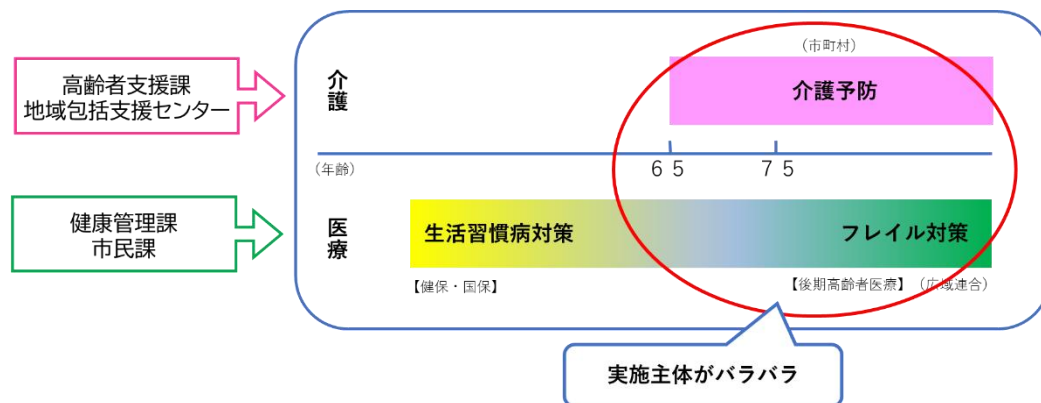 高齢者支援課
地域包括支援センター
介護
(市町村)
介護予防
(年齢)
65
75
健康管理課
市民課
医療
生活習慣病対策
フレイル対策
【健保・国保】
【後期高齢者医療】(広域連合)
実施主体がバラバラ